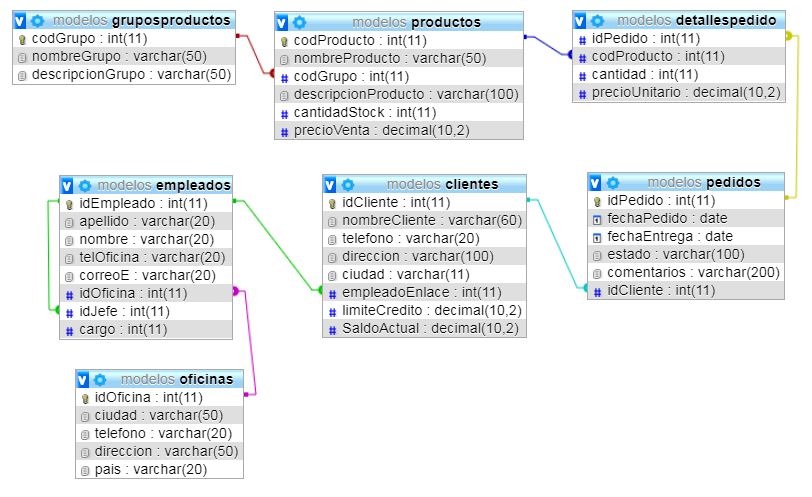 modelos gruposproductos
codGrupo : int(11)
nombreGrupo : varchar(50)
descripcionGrupo : varchar(50)
modelos productos
codProducto : int(11)
nombreProducto : varchar(50)
codGrupo : int(11)
descripcionProducto : varchar(100)
cantidadStock : int(11)
precioVenta : decimal(10,2)
modelos detallespedido
idPedido : int(11)
codProducto : int(11)
cantidad : int(11)
precioUnitario : decimal(10,2)
modelos empleados
idEmpleado : int(11)
apellido : varchar(20)
nombre : varchar(20)
telOficina : varchar(20)
correoE : varchar(20)
idOficina : int(11)
idJefe : int(11)
cargo : int(11)
modelos clientes
idCliente : int(11)
nombreCliente : varchar(60)
telefono : varchar(20)
direccion : varchar(100)
ciudad : varchar(11)
empleadoEnlace : int(11)
limiteCredito : decimal(10,2)
SaldoActual : decimal(10,2)
modelos pedidos
idPedido : int(11)
fechaPedido : date
fechaEntrega : date
estado : varchar(100)
comentarios : varchar(200)
idCliente : int(11)
modelos oficinas
idOficina : int(11)
ciudad : varchar(50)
telefono : varchar(20)
direccion : varchar(50)
pais : varchar(20)